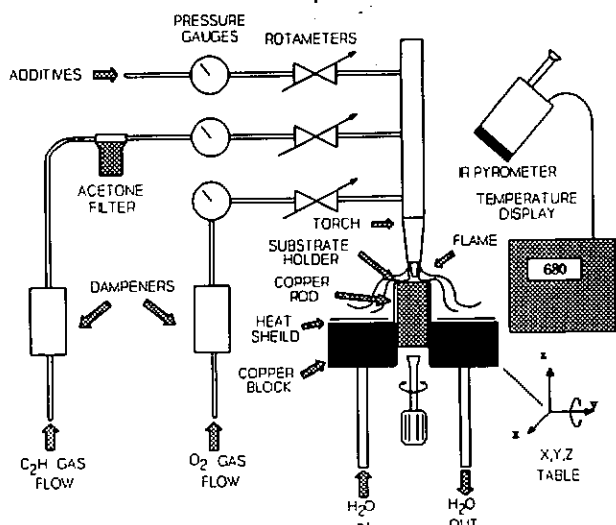 PRESSURE
GAUGES
ROTAMETERS
ADDITIVES
ACETONE
FILTER
IR PYROMETER
TEMPERATURE
DISPLAY
TORCH
FLAME
SUBSTRATE
HOLDER
680
COPPER
ROD
DAMPENERS
HEAT
SHEILD
COPPER
BLOCK
z
y
x
X,Y,Z
TABLE
C2H GAS
FLOW
O2 GAS
FLOW
H2O
H2O
OUT